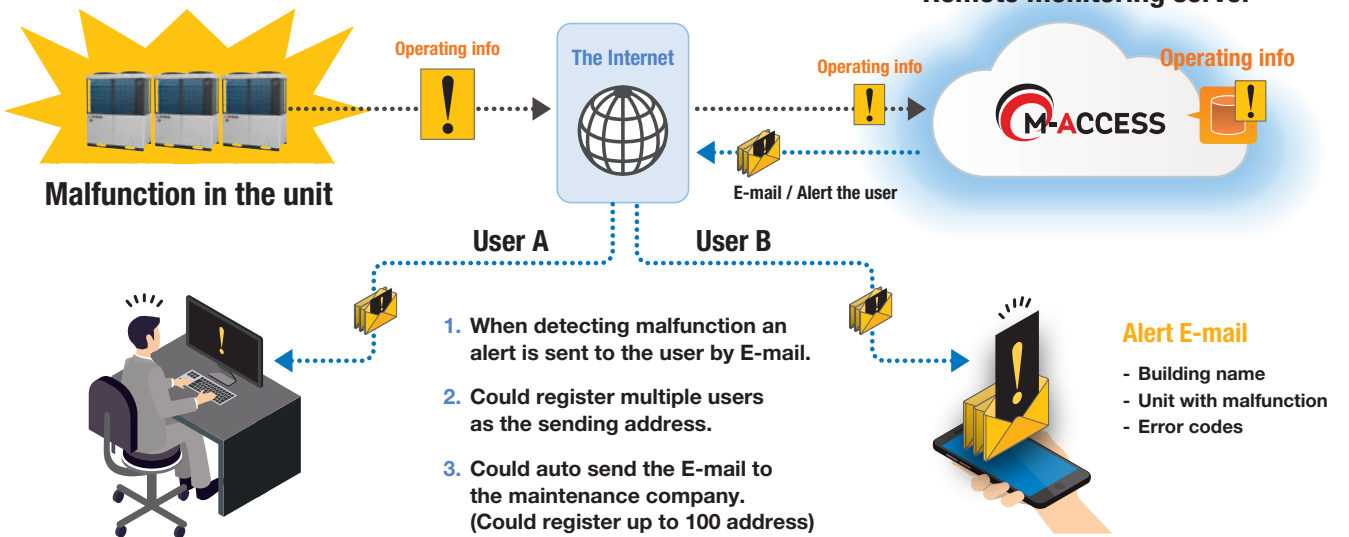 Remote monitoring server
Operating info
The Internet
Operating info
Operating info
M-ACCESS
Malfunction in the unit
E-mail / Alert the user
User A
User B
1. When detecting malfunction an
alert is sent to the user by E-mail.
2. Could register multiple users
as the sending address.
3. Could auto send the E-mail to
the maintenance company.
(Could register up to 100 address)
Alert E-mail
- Building name
- Unit with malfunction
- Error codes